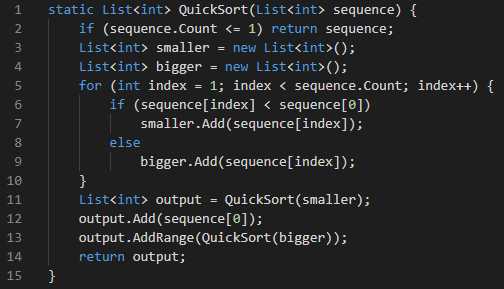 1 static List<int> QuickSort(List<int> sequence) {
2     if (sequence.Count <= 1) return sequence;
3     List<int> smaller = new List<int>();
4     List<int> bigger = new List<int>();
5     for (int index = 1; index < sequence.Count; index++) {
6         if (sequence[index] < sequence[0])
7             smaller.Add(sequence[index]);
8         else
9             bigger.Add(sequence[index]);
10     }
11     List<int> output = QuickSort(smaller);
12     output.Add(sequence[0]);
13     output.AddRange(QuickSort(bigger));
14     return output;
15 }